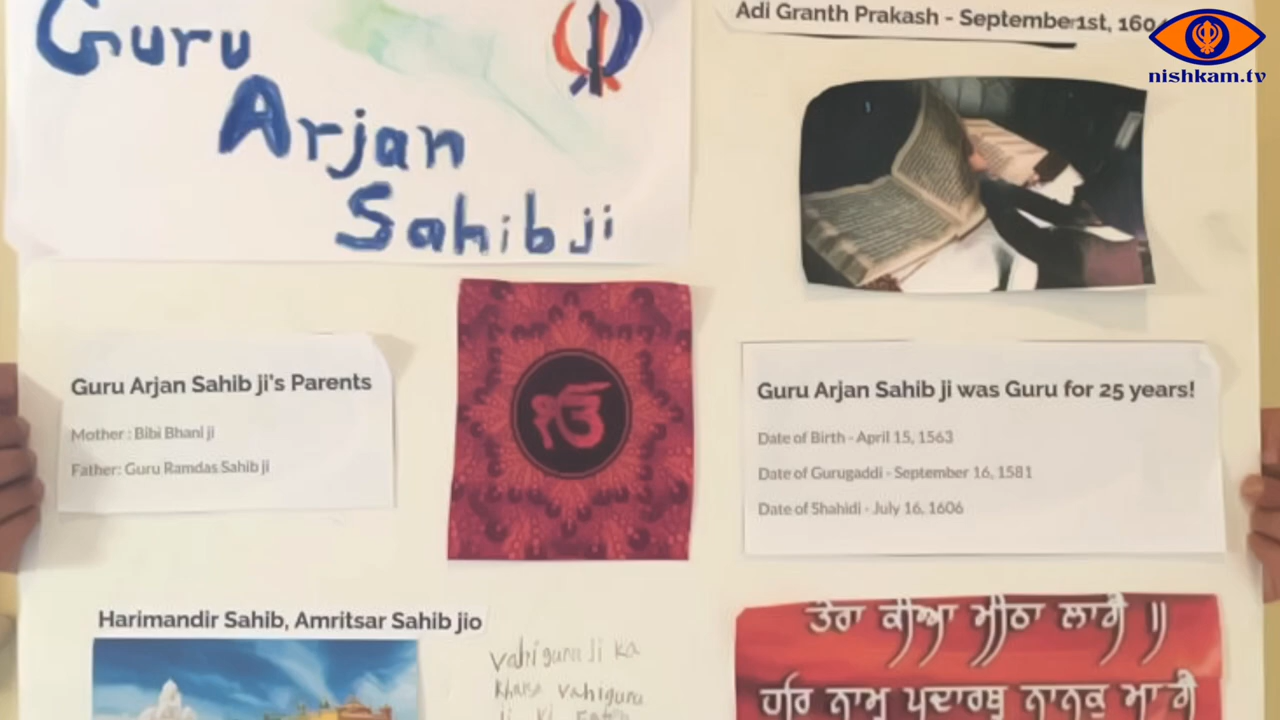 Guru
Arjan
Sahib ji
Adi Granth Prakash - September 1st, 160
nishkam.tv
Guru Arjan Sahib ji's Parents
Mother : Bibi Bhani ji
Father: Guru Ramdas Sahib ji
ੴ
Guru Arjan Sahib ji was Guru for 25 years!
Date of Birth - April 15, 1563
Date of Gurugaddi - September 16, 1581
Date of Shahidi - July 16, 1606
Harimandir Sahib, Amritsar Sahib jio
vahiguru Ji ka
Khalsa vahiguru
Ji ki Fateh
ਤੇਰਾ ਕੀਆ ਮੀਠਾ ਲਾਗੈ ॥
ਹਰਿ ਨਾਮੁ ਪਦਾਰਥੁ ਨਾਨਕੁ ਮਾਂਗੈ